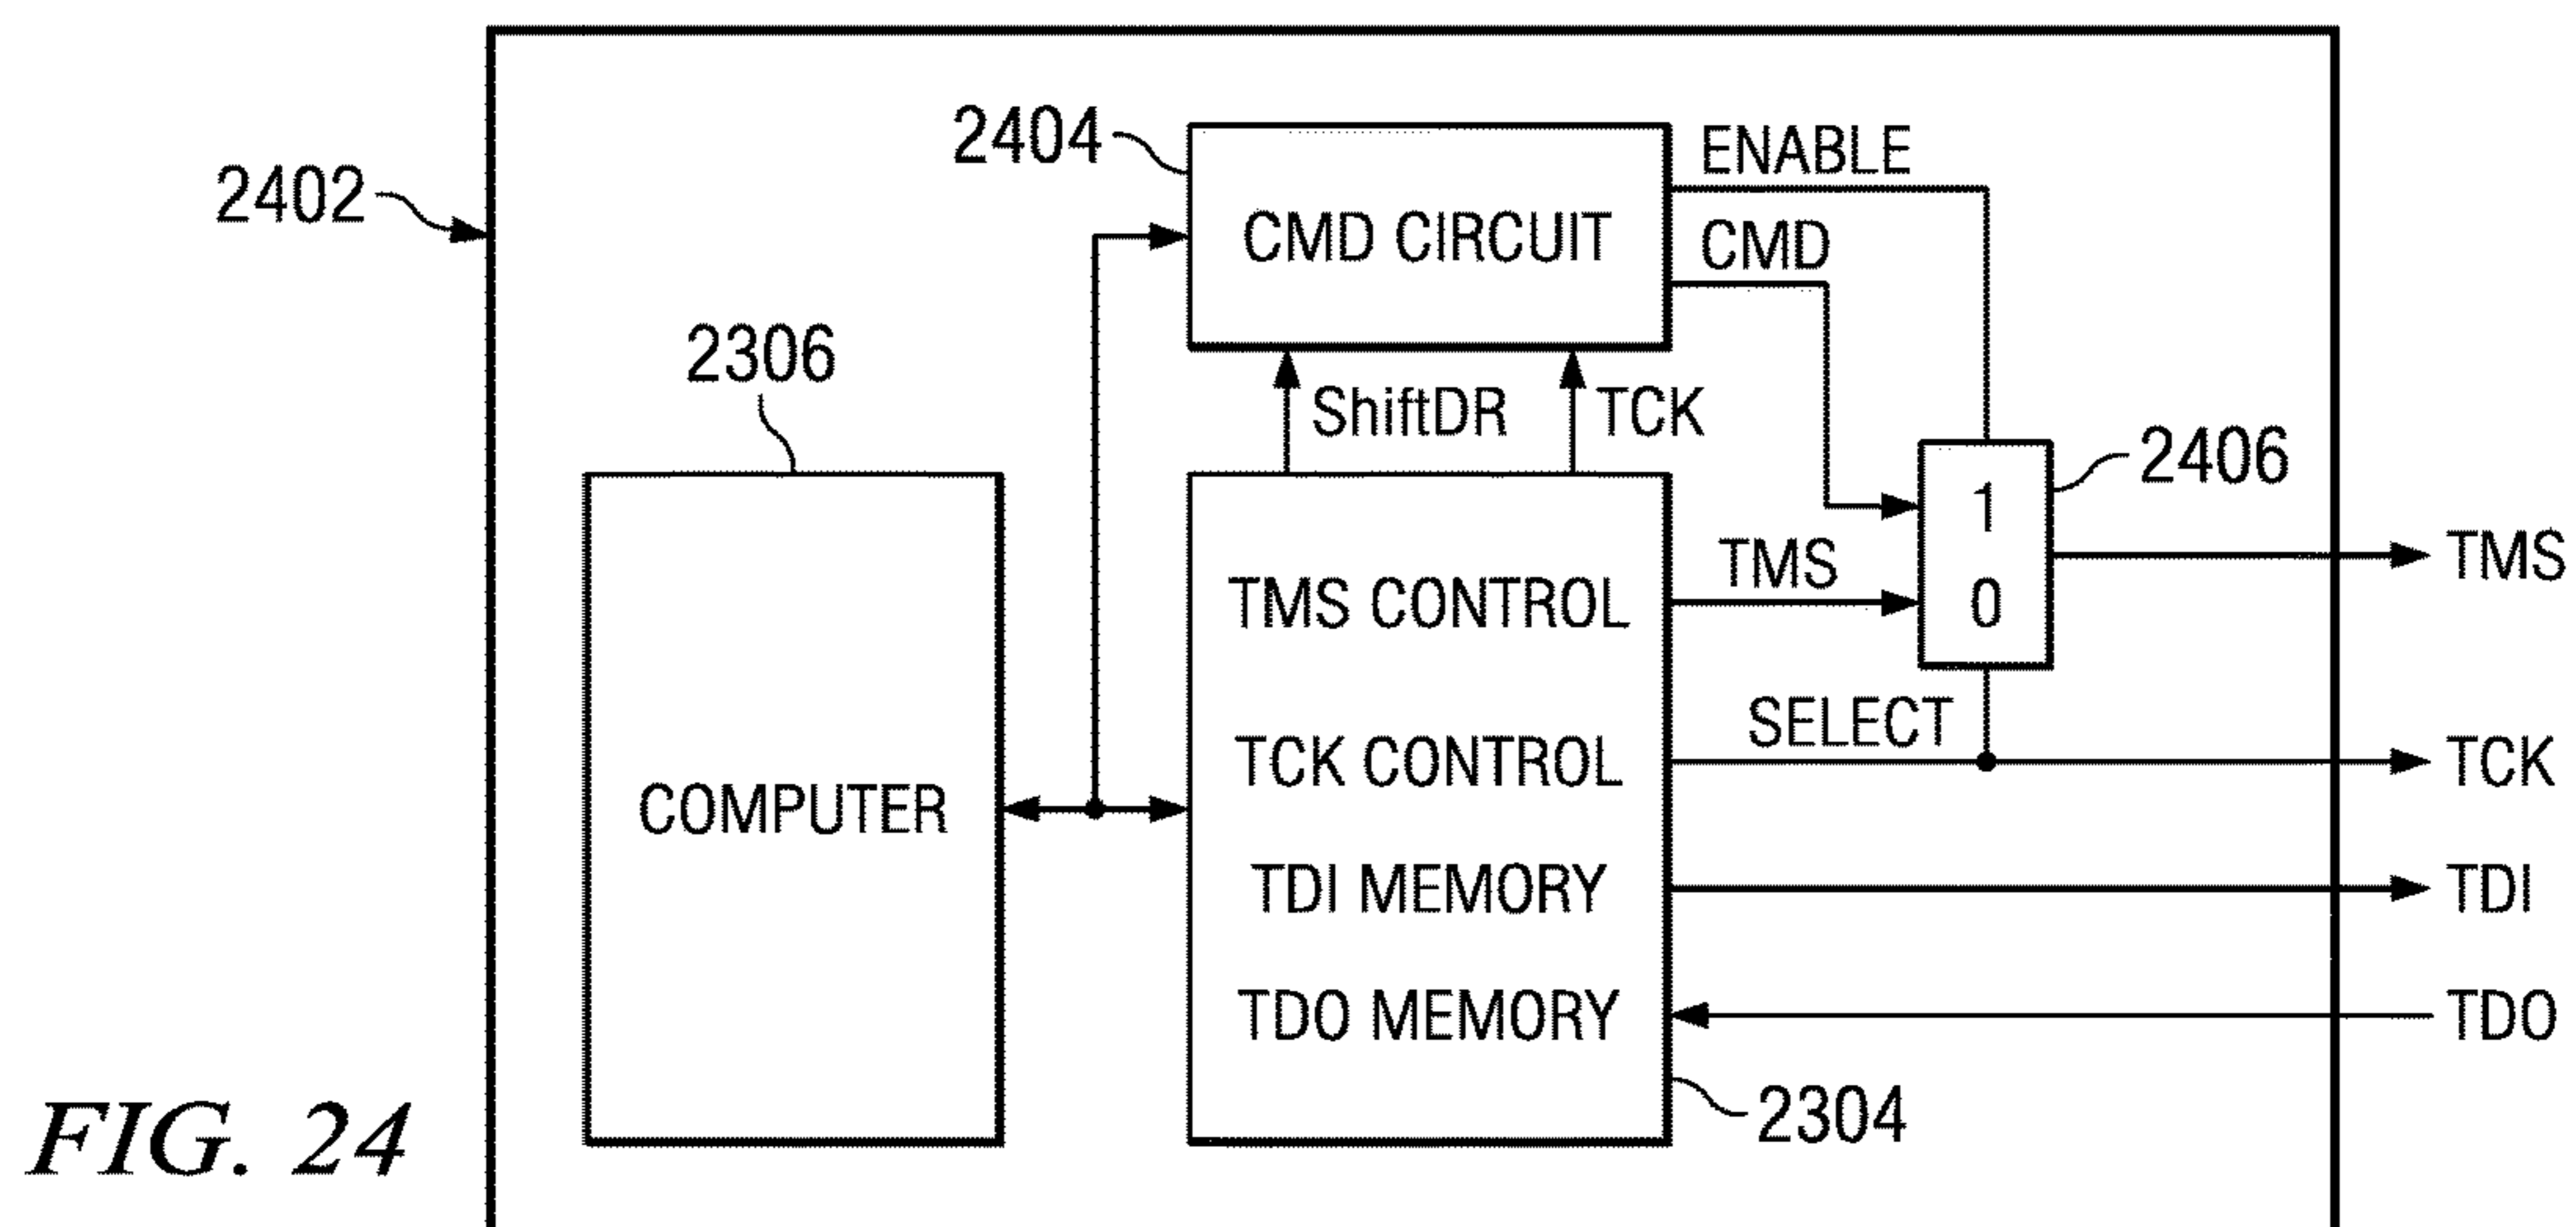 2404
ENABLE
2402
CMD CIRCUIT
CMD
2306
ShiftDR
TCK
2406
1
TMS
TMS CONTROL
0
TMS
SELECT
TCK CONTROL
TCK
COMPUTER
TDI MEMORY
TDI
TDO MEMORY
TDO
2304
FIG. 24